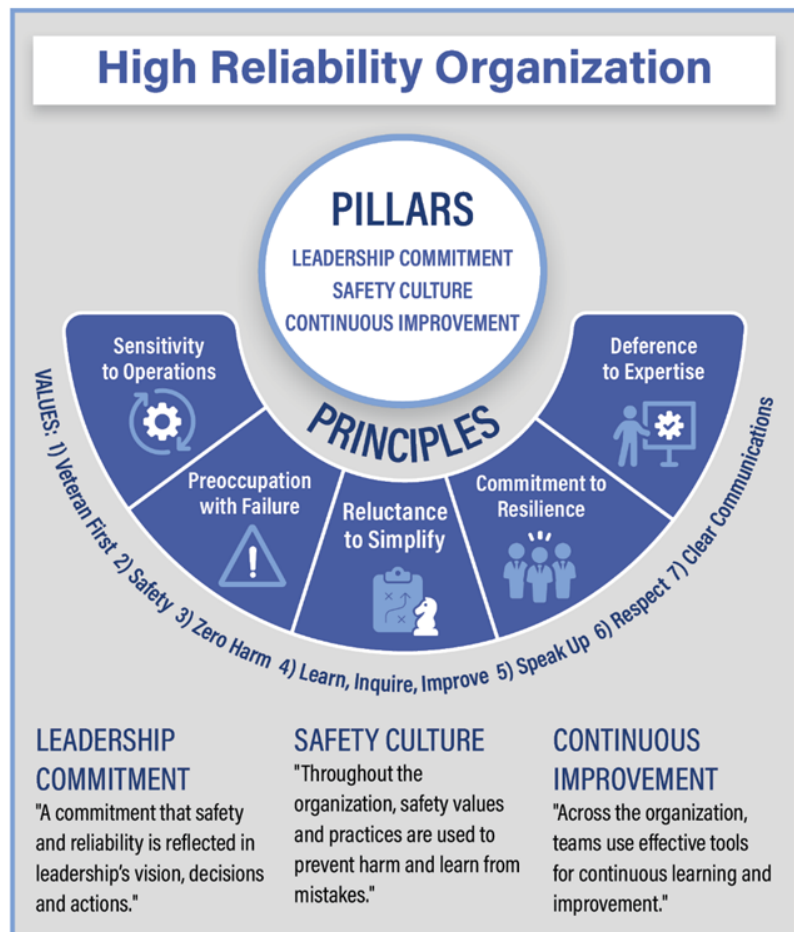 High Reliability Organization
PILLARS
LEADERSHIP COMMITMENT
SAFETY CULTURE
CONTINUOUS IMPROVEMENT
PRINCIPLES
Sensitivity
to Operations
Preoccupation
with Failure
Reluctance
to Simplify
Commitment to
Resilience
Deference
to Expertise
VALUES: 1) Veteran First 2) Safety 3) Zero Harm 4) Learn, Inquire, Improve 5) Speak Up 6) Respect 7) Clear Communications
LEADERSHIP
COMMITMENT
"A commitment that safety
and reliability is reflected in
leadership's vision, decisions
and actions."
SAFETY CULTURE
"Throughout the
organization, safety values
and practices are used to
prevent harm and learn from
mistakes."
CONTINUOUS
IMPROVEMENT
"Across the organization,
teams use effective tools
for continuous learning and
improvement."